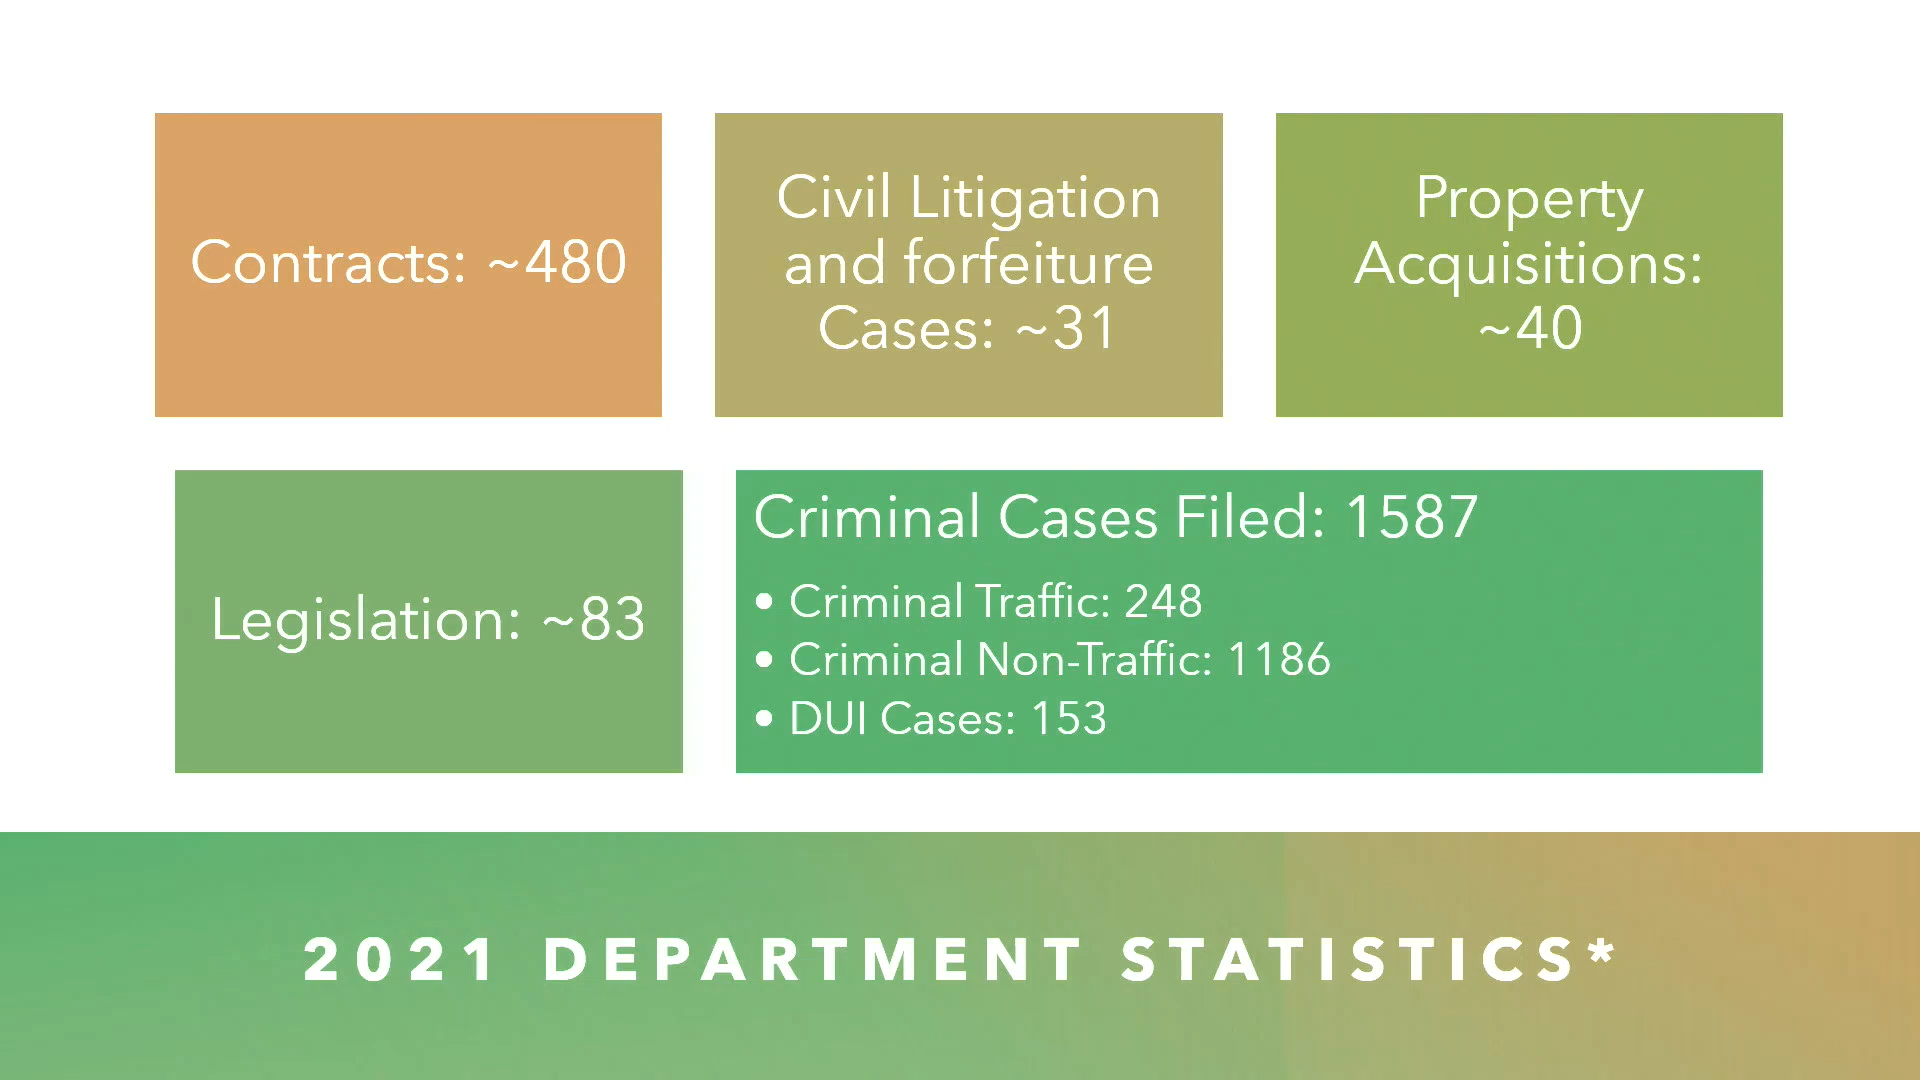 Contracts: ~480
Civil Litigation
and forfeiture
Cases: ~31
Property
Acquisitions:
~40
Legislation: ~83
Criminal Cases Filed: 1587
• Criminal Traffic: 248
• Criminal Non-Traffic: 1186
• DUI Cases: 153
2021 DEPARTMENT STATISTICS*